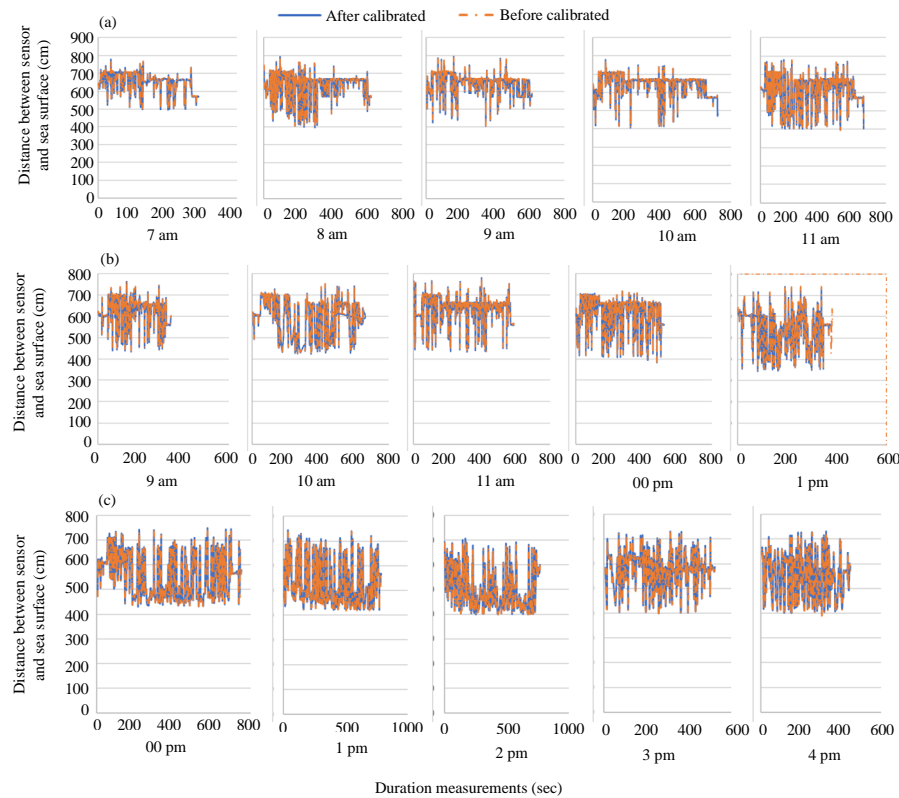 After calibrated Before calibrated
(a)
Distance between sensor
and sea surface (cm)
900
800
700
600
500
400
300
200
100
0
0 100 200 300 400
0 200 400 600 800 1000
0 200 400 600 800
0 200 400 600 800
0 200 400 600 800
7 am 8 am 9 am 10 am 11 am
(b)
Distance between sensor
and sea surface (cm)
800
700
600
500
400
300
200
100
0
0 200 400 600
0 200 400 600 800
0 200 400 600 800
0 200 400 600 800
0 200 400 600
9 am 10 am 11 am 00 pm 1 pm
(c)
Distance between sensor
and sea surface (cm)
800
700
600
500
400
300
200
100
0
0 200 400 600 800
0 500 1000
0 500 1000
0 200 400 600
0 200 400 600
00 pm 1 pm 2 pm 3 pm 4 pm
Duration measurements (sec)